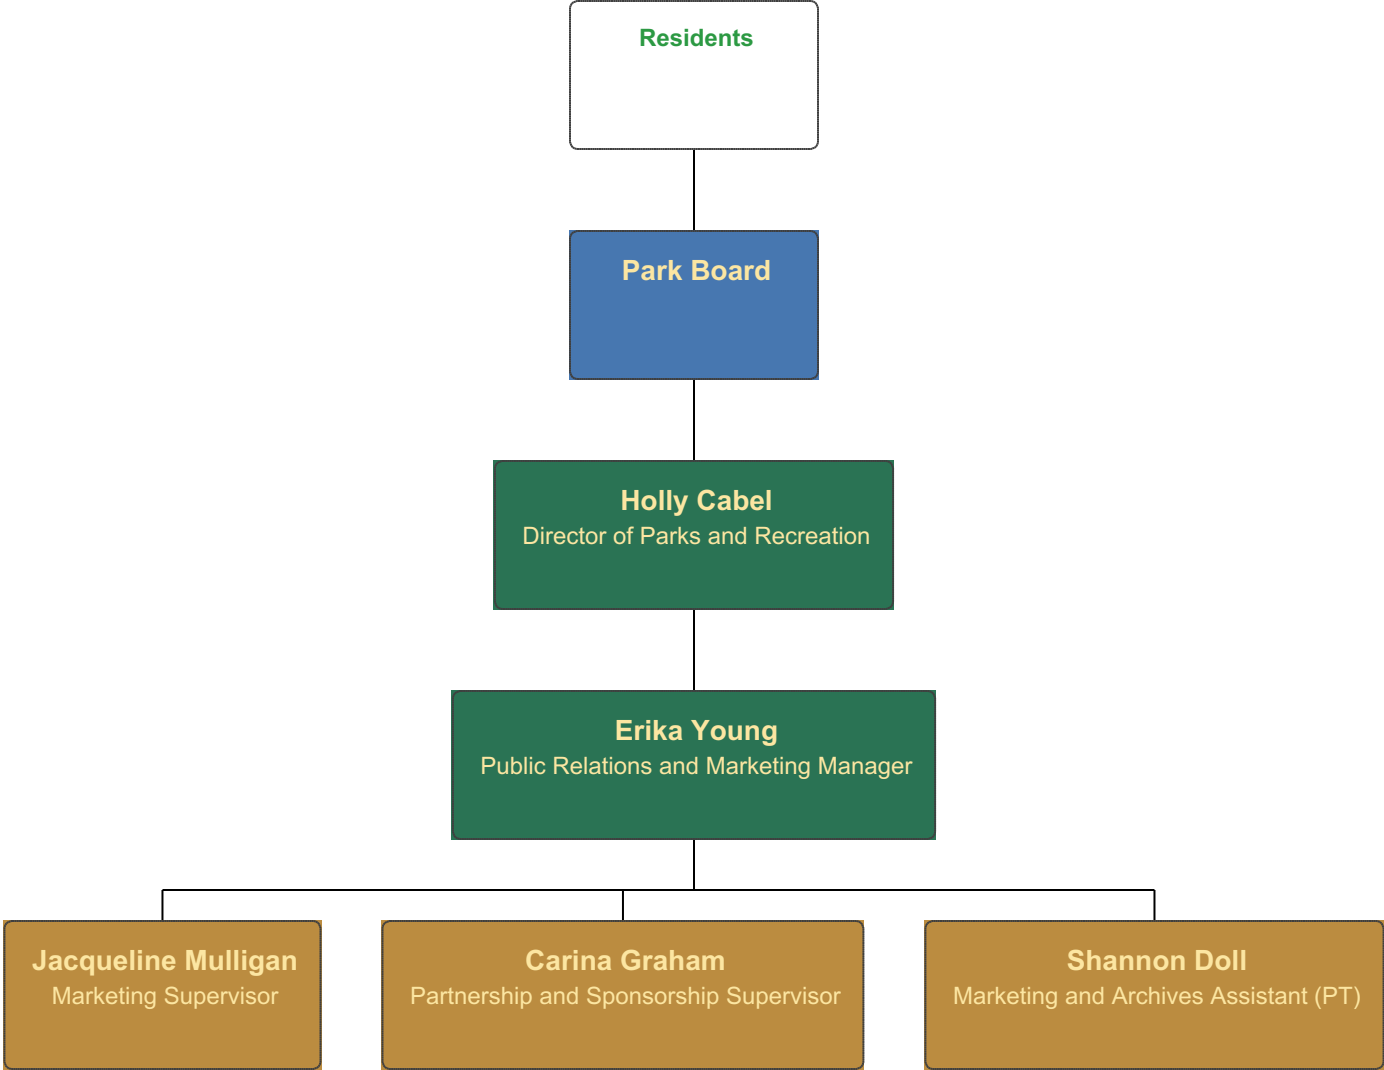 Residents
Park Board
Holly Cabel
Director of Parks and Recreation
Erika Young
Public Relations and Marketing Manager
Jacqueline Mulligan
Marketing Supervisor
Carina Graham
Partnership and Sponsorship Supervisor
Shannon Doll
Marketing and Archives Assistant (PT)